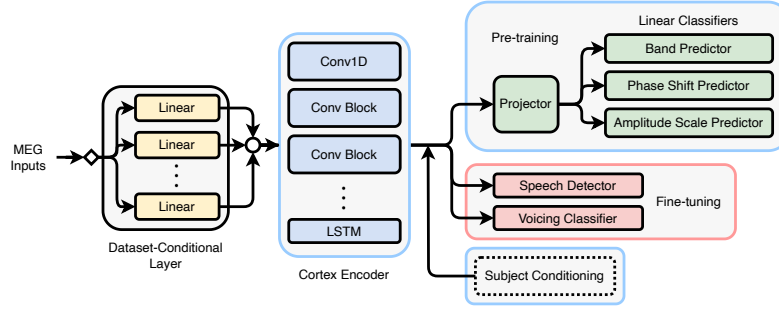 MEG
Inputs
Linear
Linear
Linear
Dataset-Conditional
Layer
Conv1D
Conv Block
Conv Block
LSTM
Cortex Encoder
Pre-training
Linear Classifiers
Projector
Band Predictor
Phase Shift Predictor
Amplitude Scale Predictor
Speech Detector
Voicing Classifier
Fine-tuning
Subject Conditioning